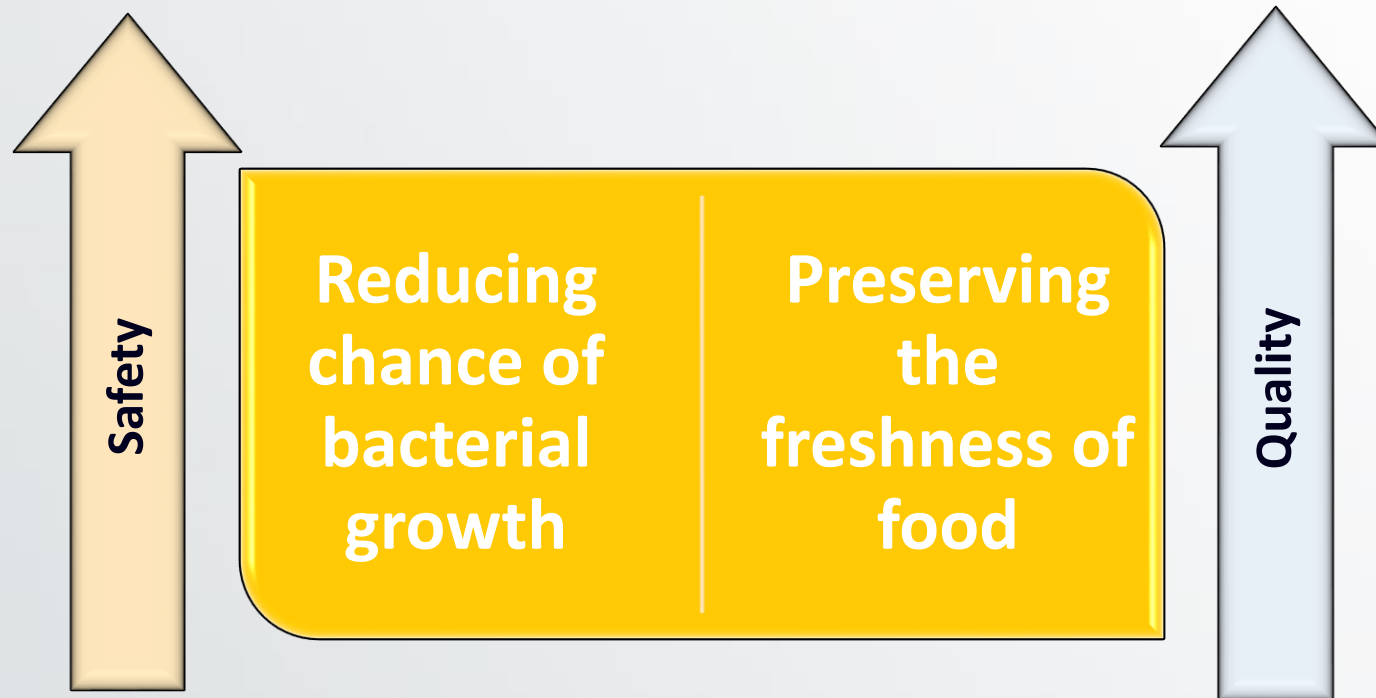 Safety
Reducing
chance of
bacterial
growth
Preserving
the
freshness of
food
Quality